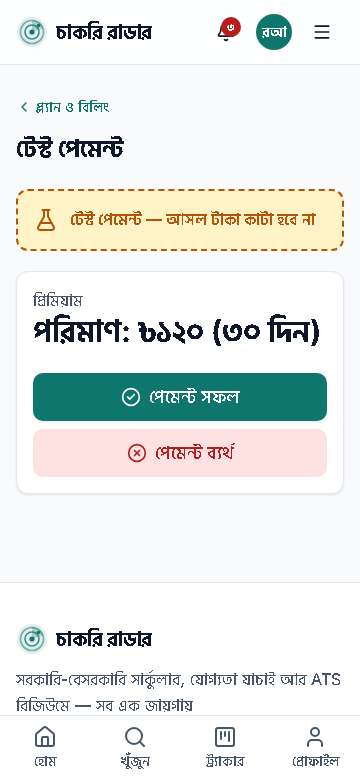 চাকরি রাডার
৩
রআ
প্ল্যান ও বিলিং
টেস্ট পেমেন্ট
টেস্ট পেমেন্ট — আসল টাকা কাটা হবে না
প্রিমিয়াম
পরিমাণ: ৳১২০ (৩০ দিন)
পেমেন্ট সফল
পেমেন্ট ব্যর্থ
চাকরি রাডার
সরকারি-বেসরকারি সার্কুলার, যোগ্যতা যাচাই আর ATS
রিজিউমে — সব এক জায়গায়
হোম
খুঁজুন
ট্র্যাকার
প্রোফাইল